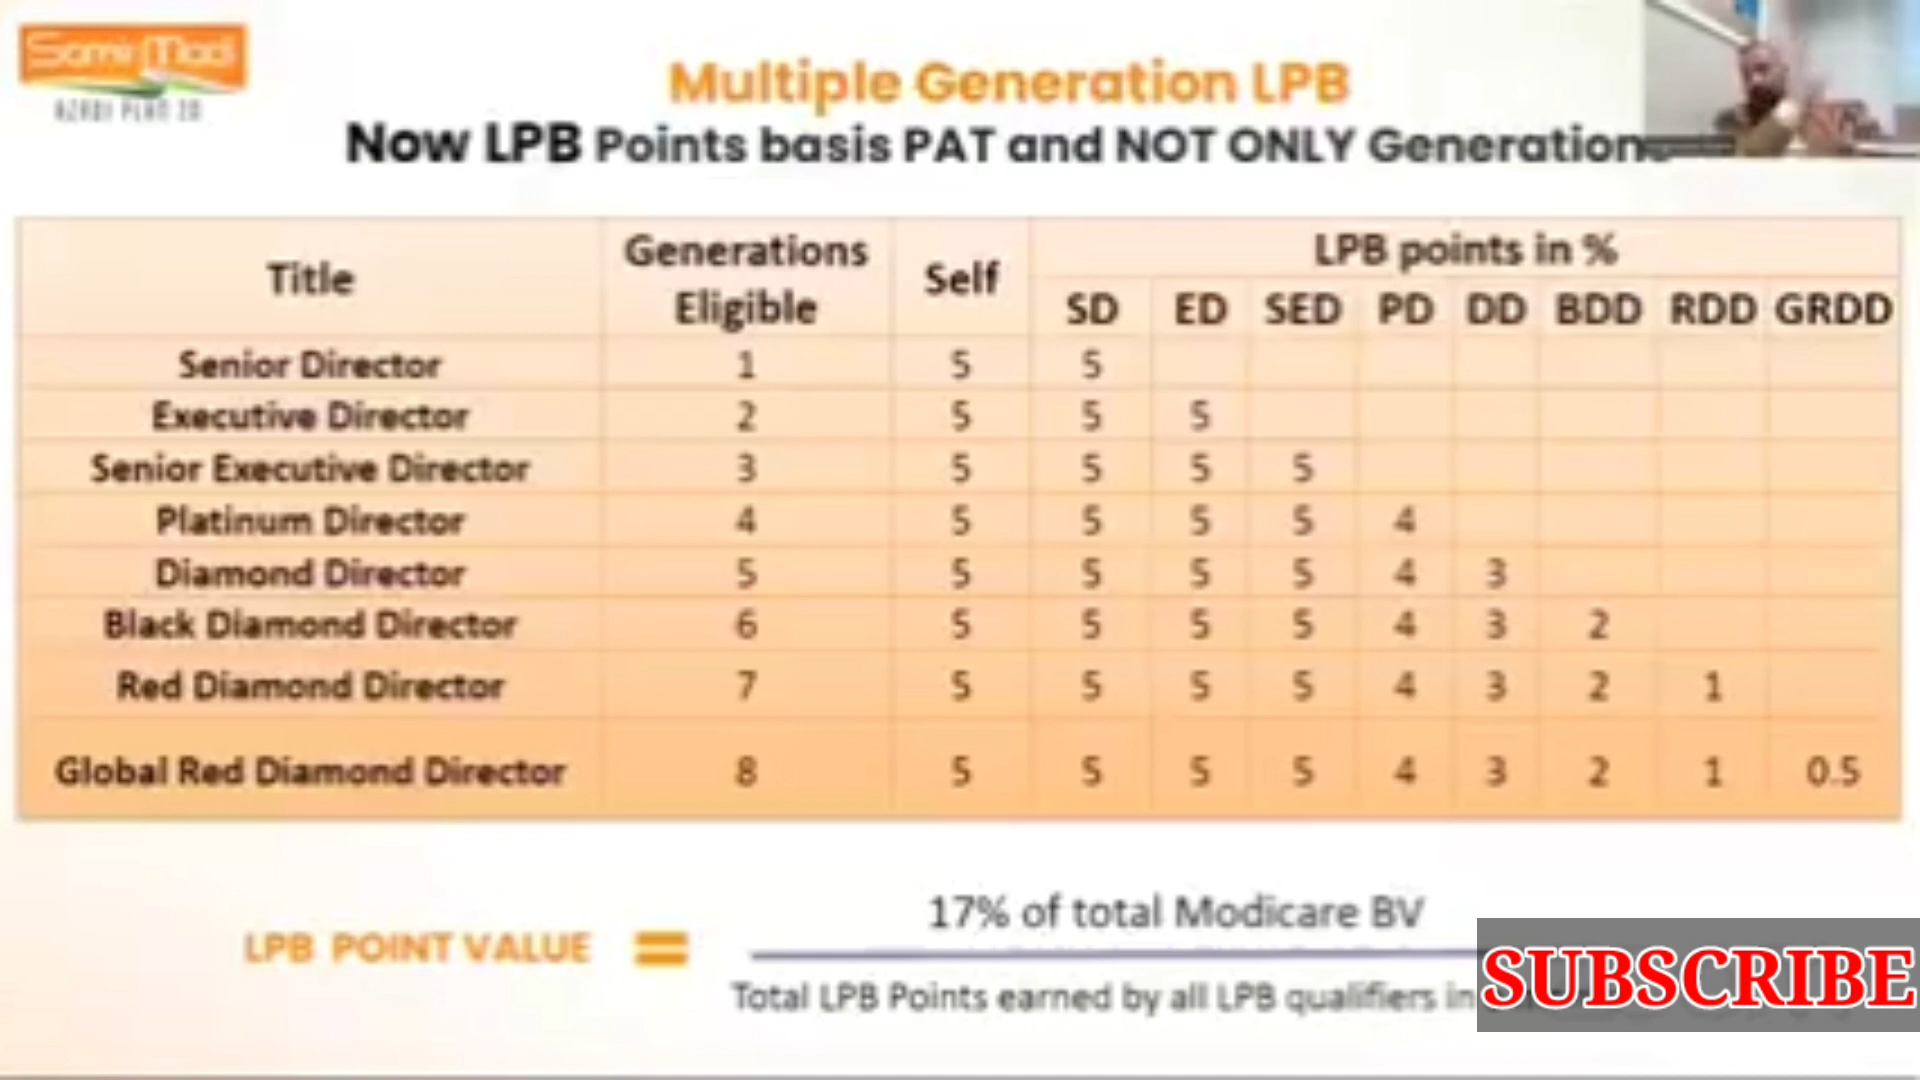 Samir Modi
AZADI PLAN 20
Multiple Generation LPB
Now LPB Points basis PAT and NOT ONLY Generation
Title Generations Eligible Self LPB points in %
SD ED SED PD DD BDD RDD GRDD
Senior Director 1 5 5
Executive Director 2 5 5 5
Senior Executive Director 3 5 5 5 5
Platinum Director 4 5 5 5 5 4
Diamond Director 5 5 5 5 5 4 3
Black Diamond Director 6 5 5 5 5 4 3 2
Red Diamond Director 7 5 5 5 5 4 3 2 1
Global Red Diamond Director 8 5 5 5 5 4 3 2 1 0.5
17% of total Modicare BV
LPB POINT VALUE =
Total LPB Points earned by all LPB qualifiers in
SUBSCRIBE